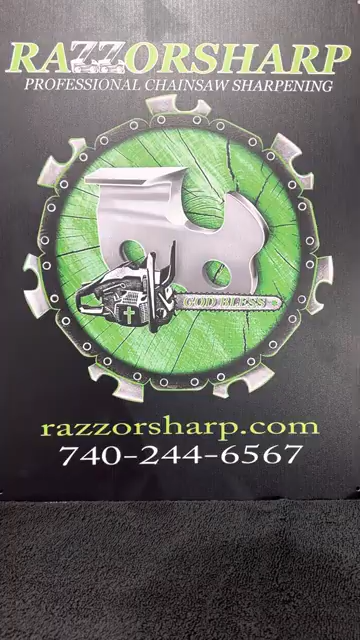 RAZZORSHARP
PROFESSIONAL CHAINSAW SHARPENING
GOD BLESS
razzorsharp.com
740-244-6567